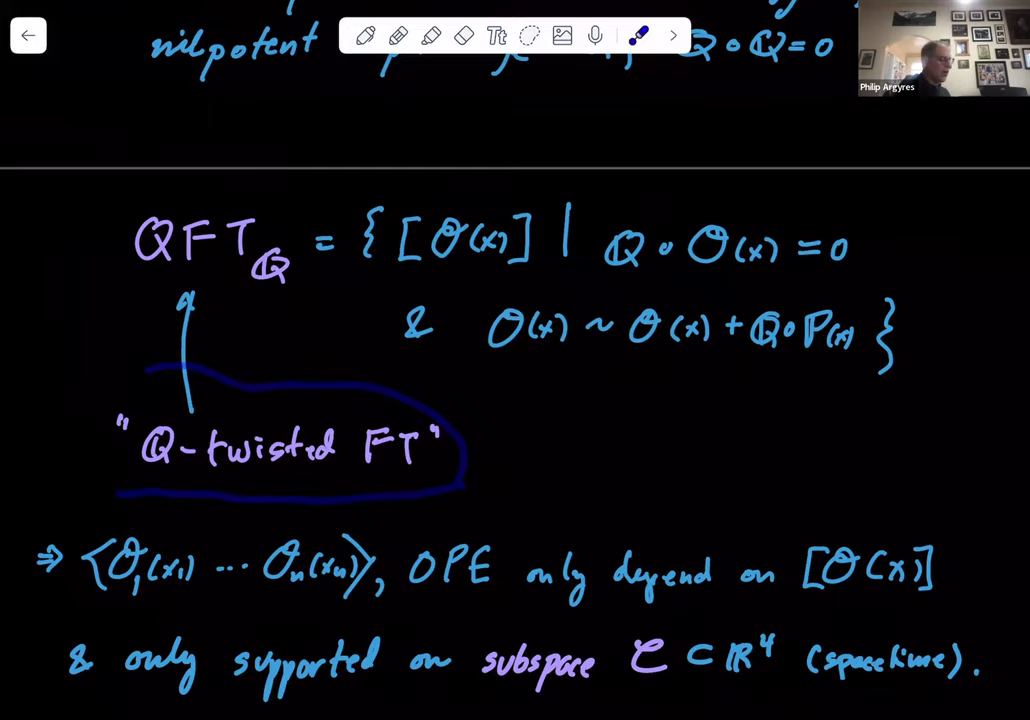 nilpotent ℚ∘ℚ=0
Tt
Philip Argyres
QFT_ℚ = { [O(x)] | ℚ∘O(x) = 0
& O(x) ~ O(x) + ℚ∘P(x) }
"ℚ-twisted FT"
⇒ ⟨O₁(x₁) ... Oₙ(xₙ)⟩, OPE only depend on [O(x)]
& only supported on subspace C ⊂ ℝ⁴ (spacetime).